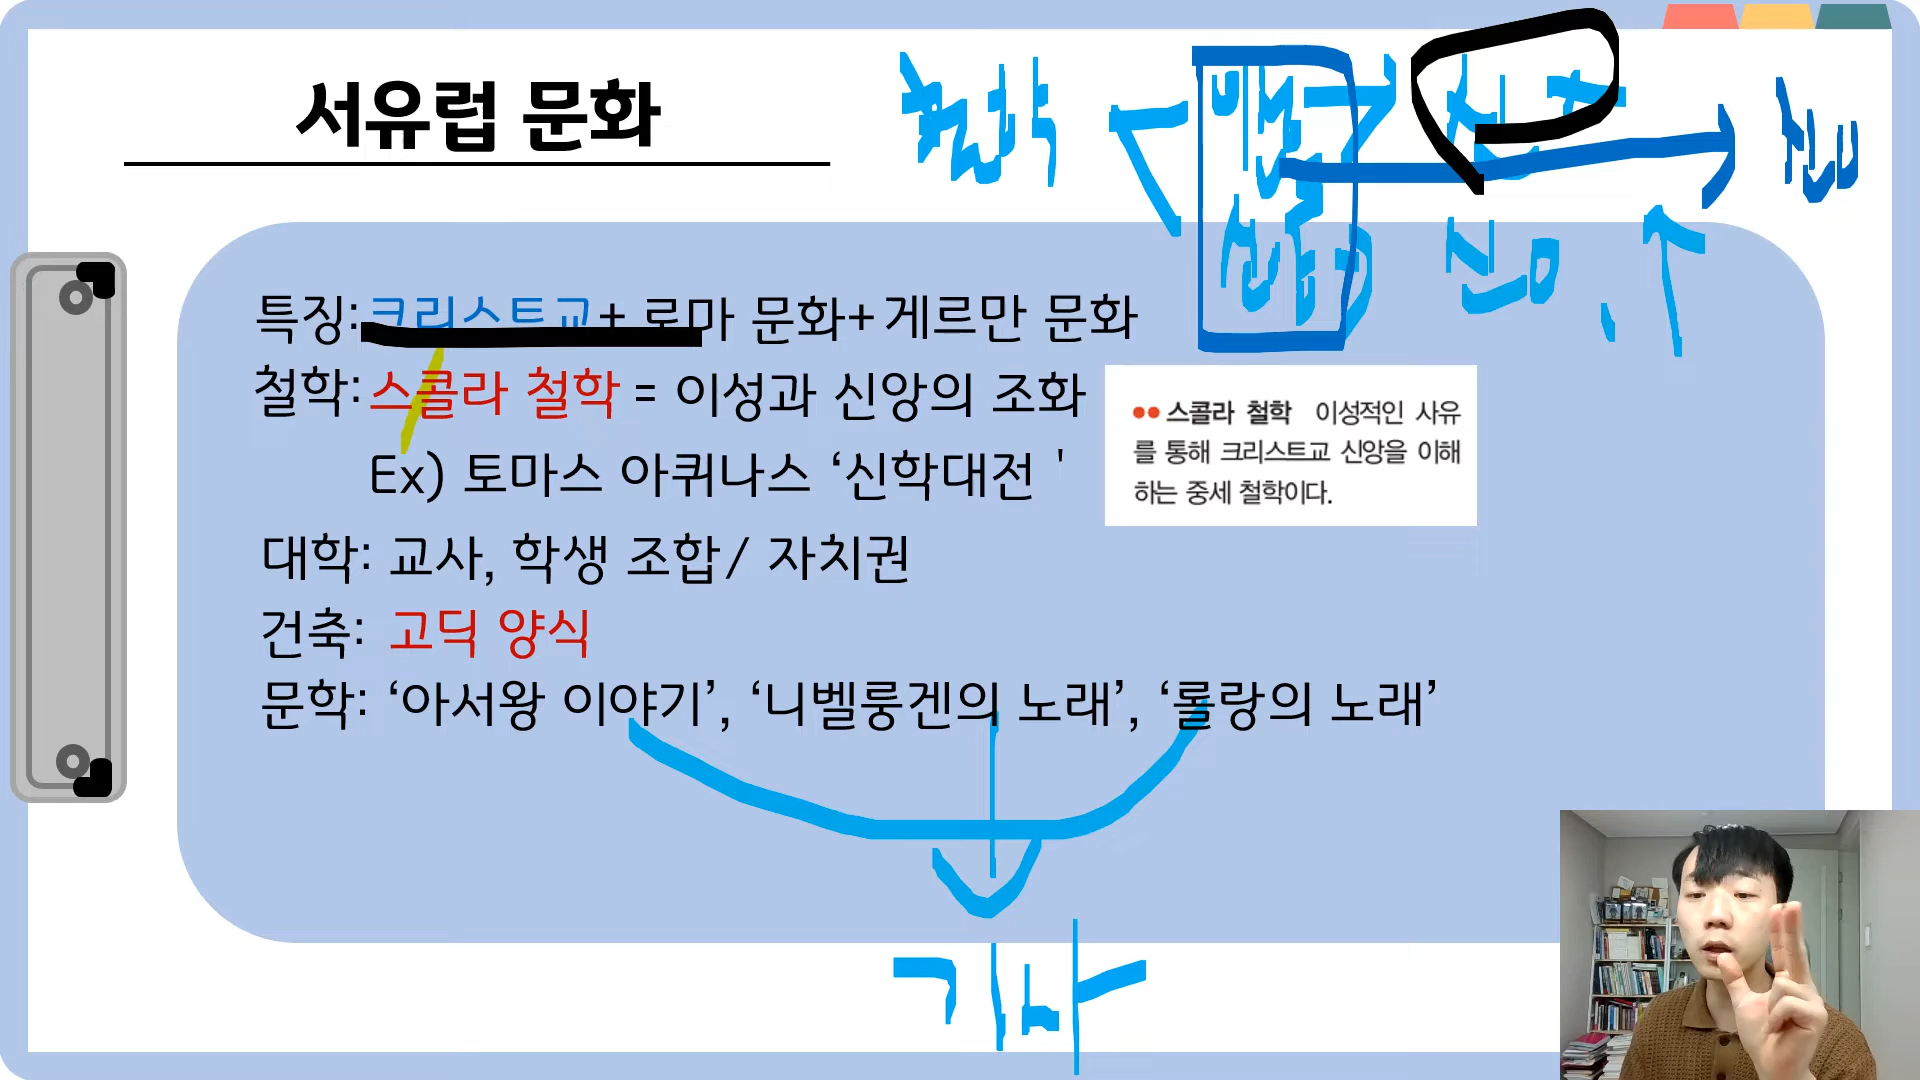 서유럽 문화
철학
특징: 크리스트교+ 로마 문화+ 게르만 문화
철학: 스콜라 철학 = 이성과 신앙의 조화
Ex) 토마스 아퀴나스 ‘신학대전 '
스콜라 철학 이성적인 사유
를 통해 크리스트교 신앙을 이해
하는 중세 철학이다.
대학: 교사, 학생 조합/ 자치권
건축: 고딕 양식
문학: ‘아서왕 이야기’, ‘니벨룽겐의 노래’, ‘롤랑의 노래’
기사